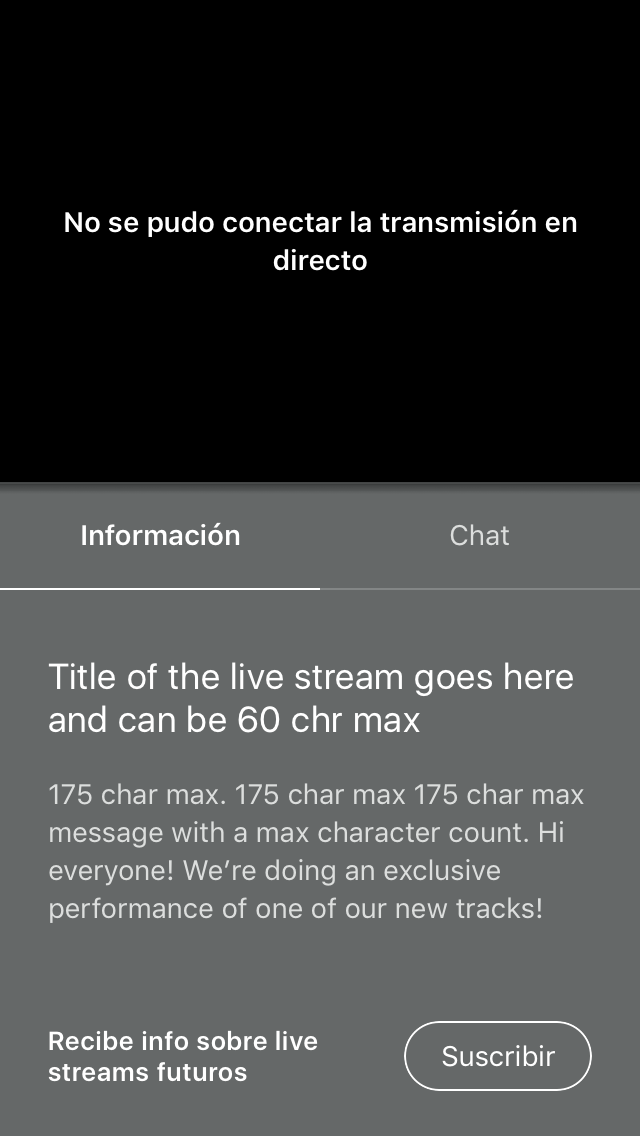 No se pudo conectar la transmisión en
directo
Información
Chat
Title of the live stream goes here
and can be 60 chr max
175 char max. 175 char max 175 char max
message with a max character count. Hi
everyone! We’re doing an exclusive
performance of one of our new tracks!
Recibe info sobre live
streams futuros
Suscribir